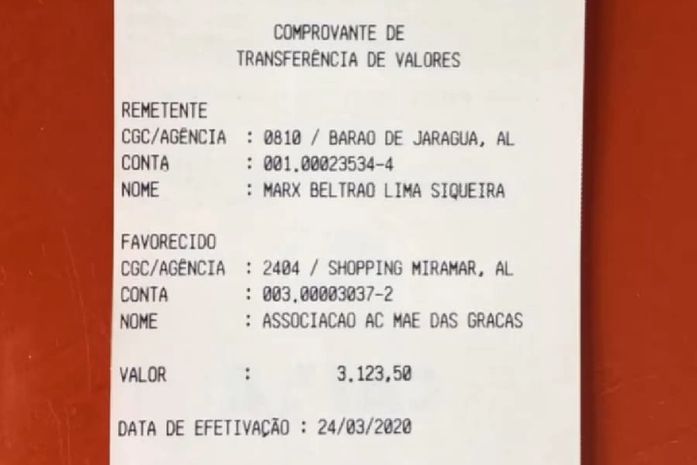 COMPROVANTE DE
TRANSFERÊNCIA DE VALORES
REMETENTE
CGC/AGÊNCIA : 0810 / BARAO DE JARAGUA, AL
CONTA : 001.00023534-4
NOME : MARX BELTRAO LIMA SIQUEIRA
FAVORECIDO
CGC/AGÊNCIA : 2404 / SHOPPING MIRAMAR, AL
CONTA : 003.00003037-2
NOME : ASSOCIACAO AC MAE DAS GRACAS
VALOR : 3.123,50
DATA DE EFETIVAÇÃO : 24/03/2020